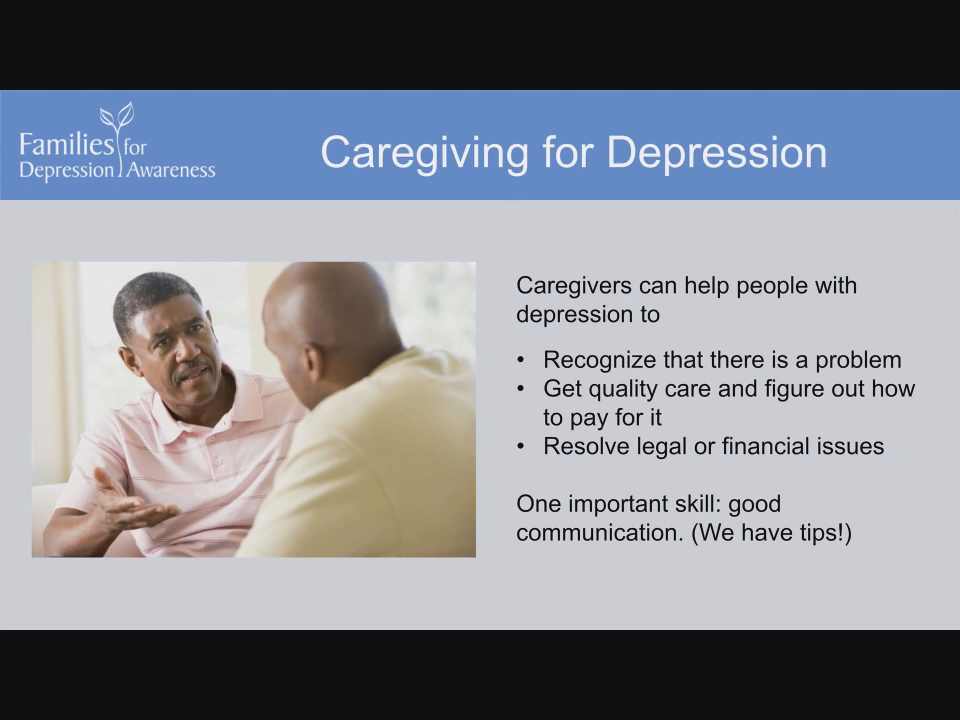 Families for
Depression Awareness
Caregiving for Depression
Caregivers can help people with
depression to
• Recognize that there is a problem
• Get quality care and figure out how
to pay for it
• Resolve legal or financial issues
One important skill: good
communication. (We have tips!)